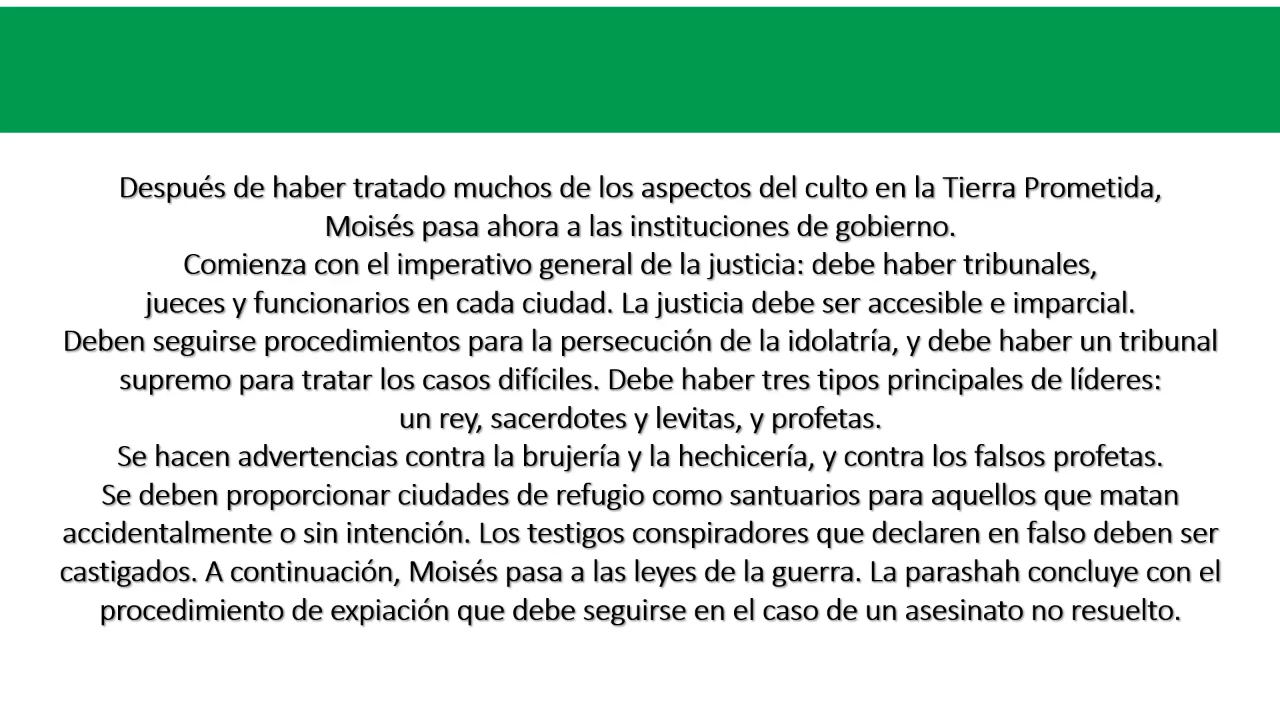 Después de haber tratado muchos de los aspectos del culto en la Tierra Prometida,
Moisés pasa ahora a las instituciones de gobierno.
Comienza con el imperativo general de la justicia: debe haber tribunales,
jueces y funcionarios en cada ciudad. La justicia debe ser accesible e imparcial.
Deben seguirse procedimientos para la persecución de la idolatría, y debe haber un tribunal
supremo para tratar los casos difíciles. Debe haber tres tipos principales de líderes:
un rey, sacerdotes y levitas, y profetas.
Se hacen advertencias contra la brujería y la hechicería, y contra los falsos profetas.
Se deben proporcionar ciudades de refugio como santuarios para aquellos que matan
accidentalmente o sin intención. Los testigos conspiradores que declaren en falso deben ser
castigados. A continuación, Moisés pasa a las leyes de la guerra. La parashah concluye con el
procedimiento de expiación que debe seguirse en el caso de un asesinato no resuelto.